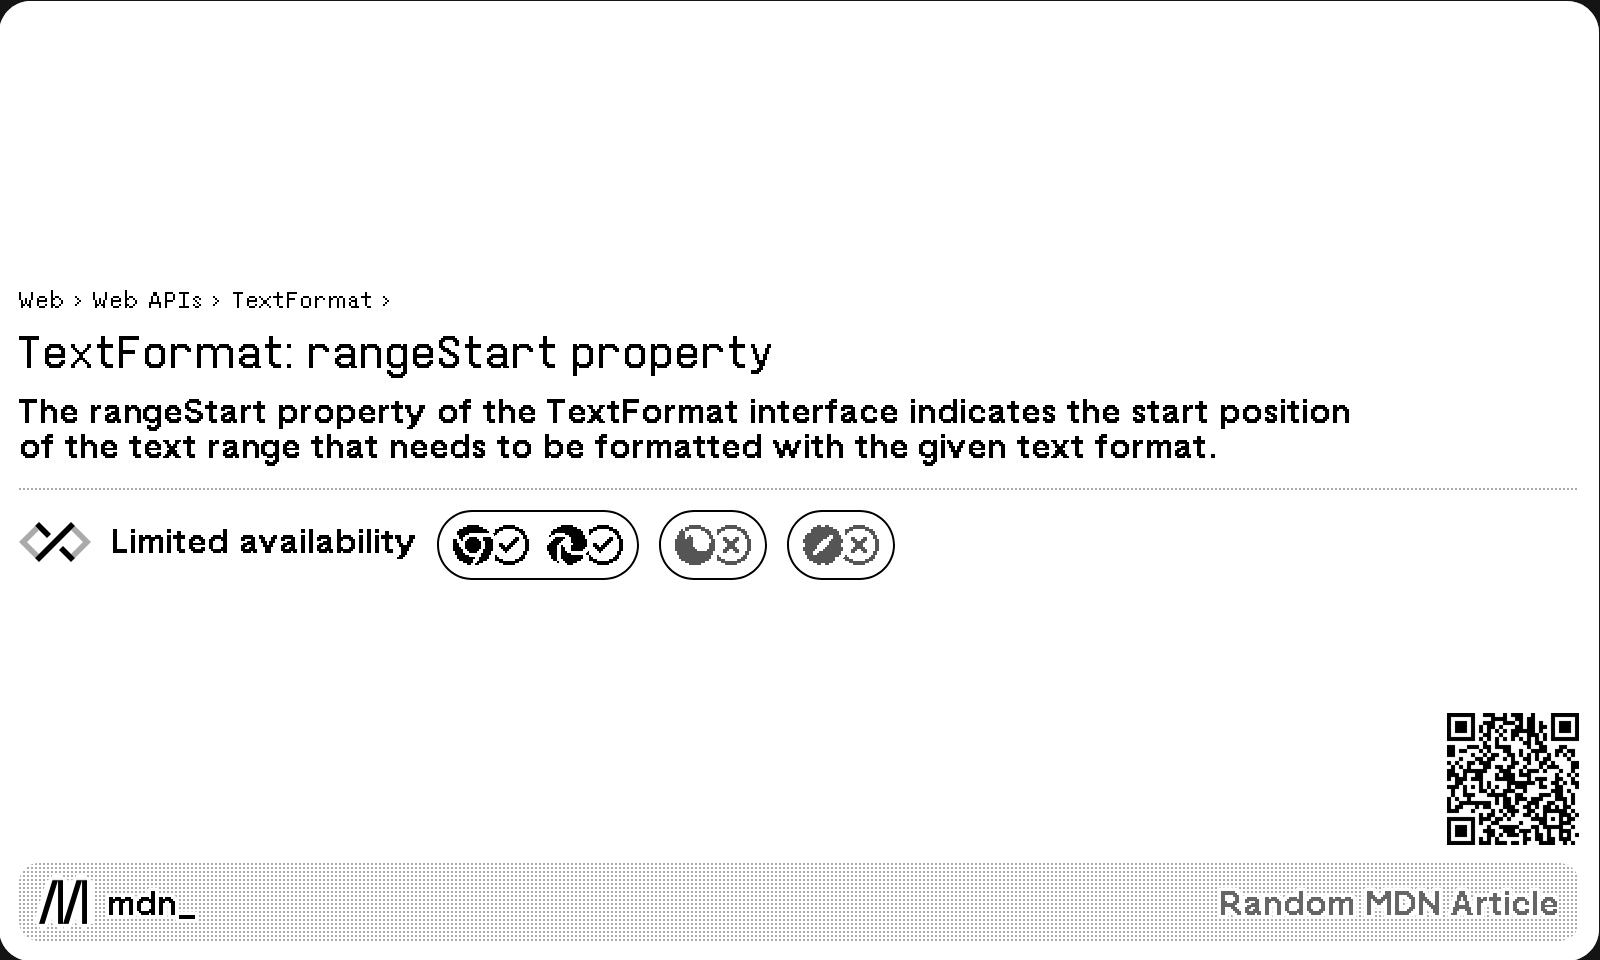 Web › Web APIs › TextFormat ›
TextFormat: rangeStart property
The rangeStart property of the TextFormat interface indicates the start position
of the text range that needs to be formatted with the given text format.
Limited availability
mdn_
Random MDN Article